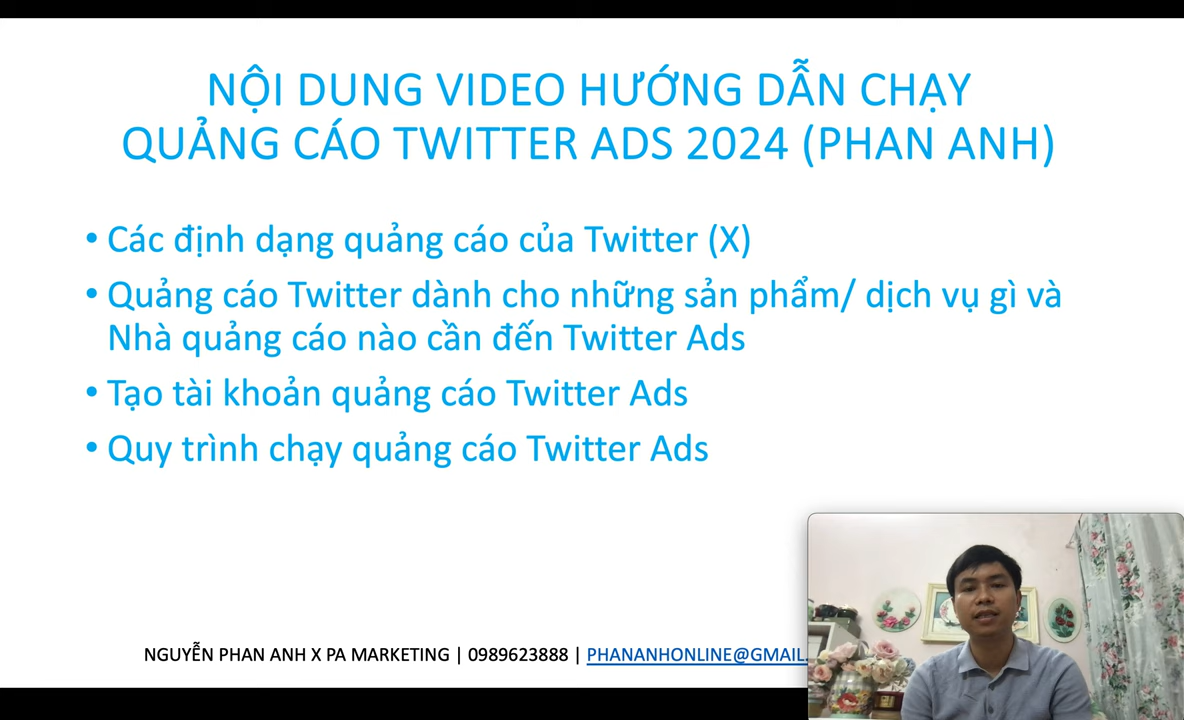 NỘI DUNG VIDEO HƯỚNG DẪN CHẠY
QUẢNG CÁO TWITTER ADS 2024 (PHAN ANH)
• Các định dạng quảng cáo của Twitter (X)
• Quảng cáo Twitter dành cho những sản phẩm/ dịch vụ gì và
Nhà quảng cáo nào cần đến Twitter Ads
• Tạo tài khoản quảng cáo Twitter Ads
• Quy trình chạy quảng cáo Twitter Ads
NGUYỄN PHAN ANH X PA MARKETING | 0989623888 | PHANANHONLINE@GMAIL.